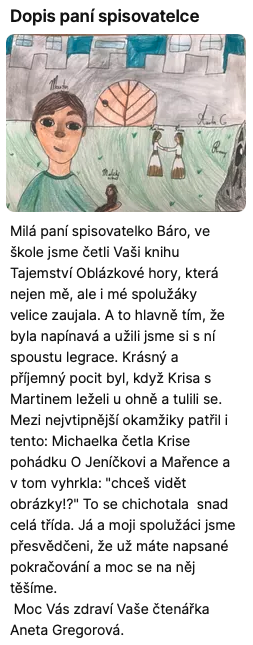 Dopis paní spisovatelce
Martin
Milá paní spisovatelko Báro, ve
škole jsme četli Vaši knihu
Tajemství Oblázkové hory, která
nejen mě, ale i mé spolužáky
velice zaujala. A to hlavně tím, že
byla napínavá a užili jsme si s ní
spoustu legrace. Krásný a
příjemný pocit byl, když Krisa s
Martinem leželi u ohně a tulili se.
Mezi nejvtipnější okamžiky patřil i
tento: Michaelka četla Krise
pohádku O Jeníčkovi a Mařence a
v tom vyhrkla: "chceš vidět
obrázky!?" To se chichotala  snad
celá třída. Já a moji spolužáci jsme
přesvědčeni, že už máte napsané
pokračování a moc se na něj
těšíme.
 Moc Vás zdraví Vaše čtenářka
Aneta Gregorová.